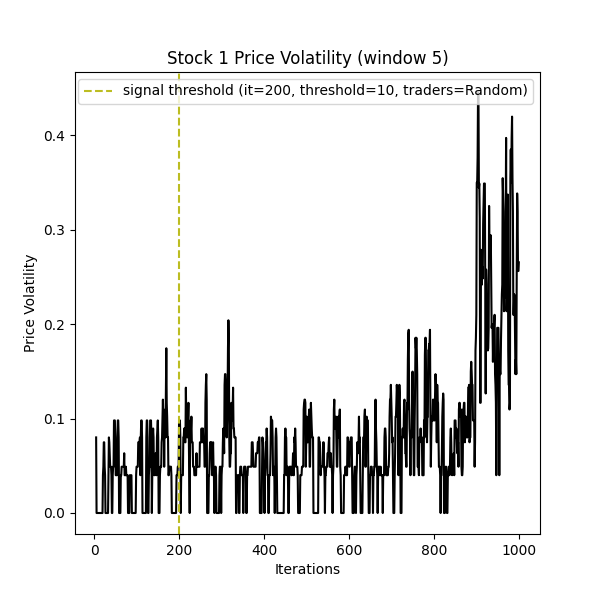 Stock 1 Price Volatility (window 5)
signal threshold (it=200, threshold=10, traders=Random)
Price Volatility
0.4
0.3
0.2
0.1
0.0
0 200 400 600 800 1000
Iterations